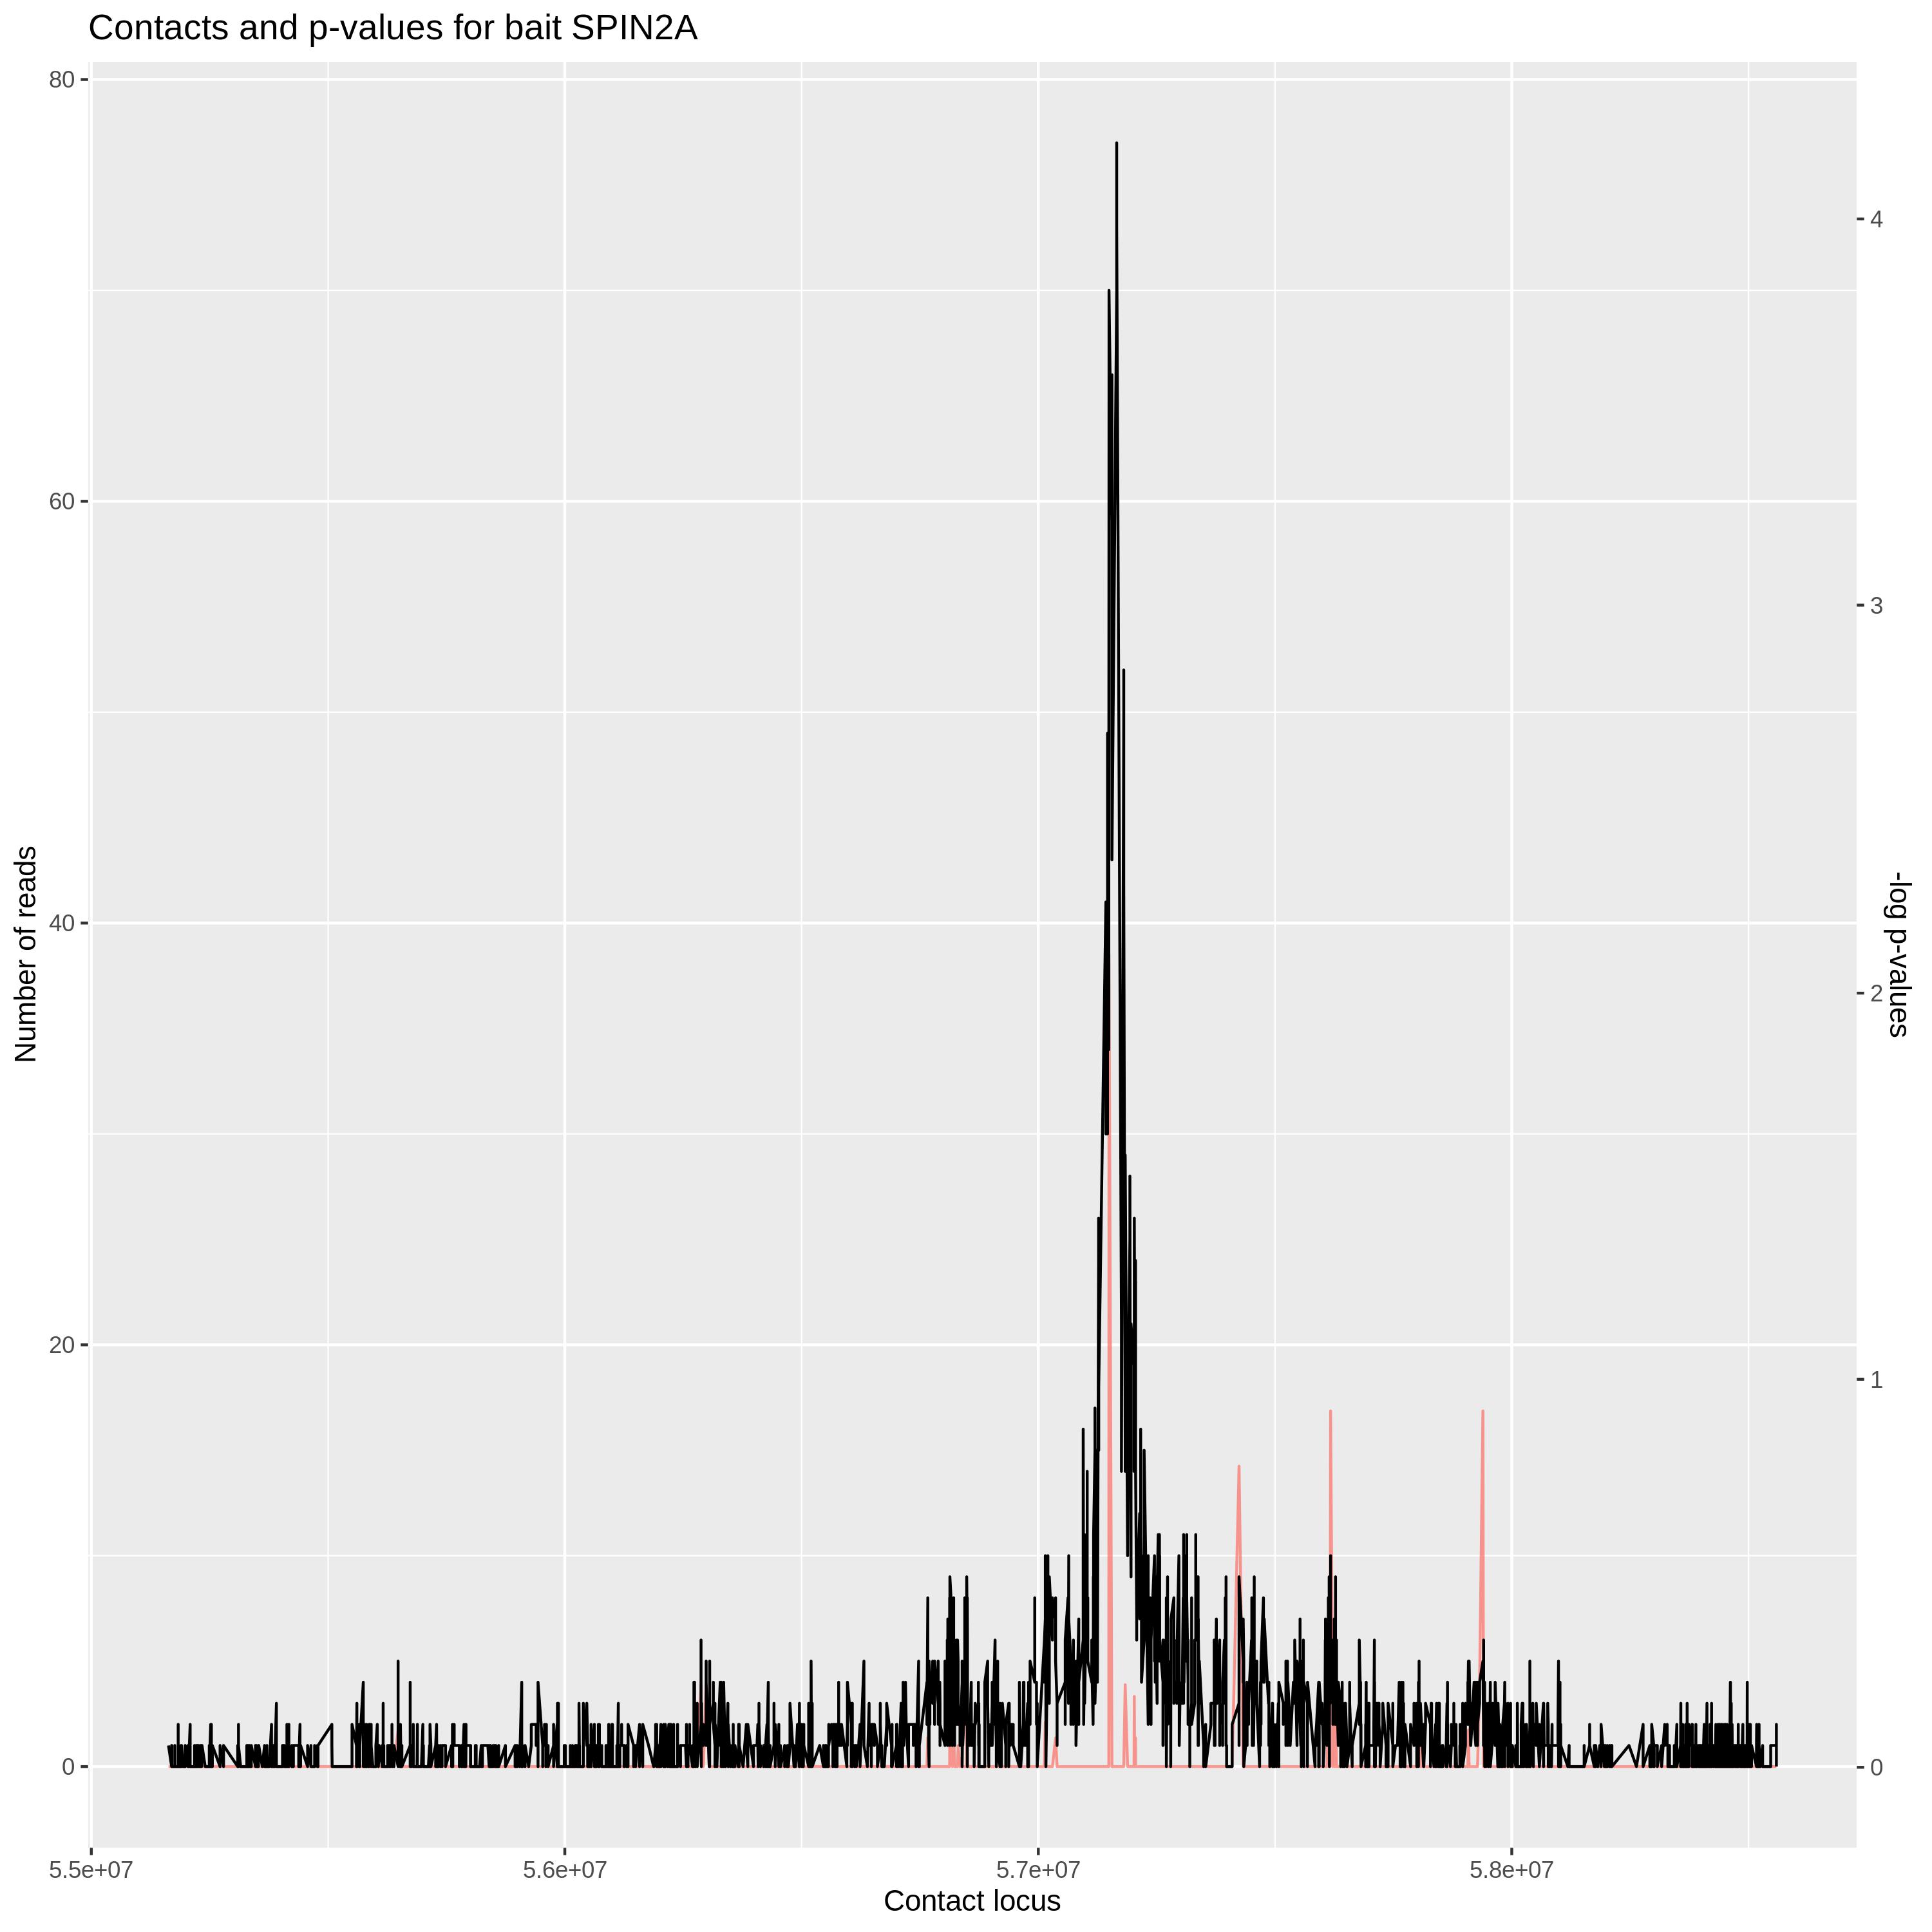 Contacts and p-values for bait SPIN2A
80
60
40
20
0
Number of reads
4
3
2
1
0
-log p-values
5.5e+07
5.6e+07
5.7e+07
5.8e+07
Contact locus